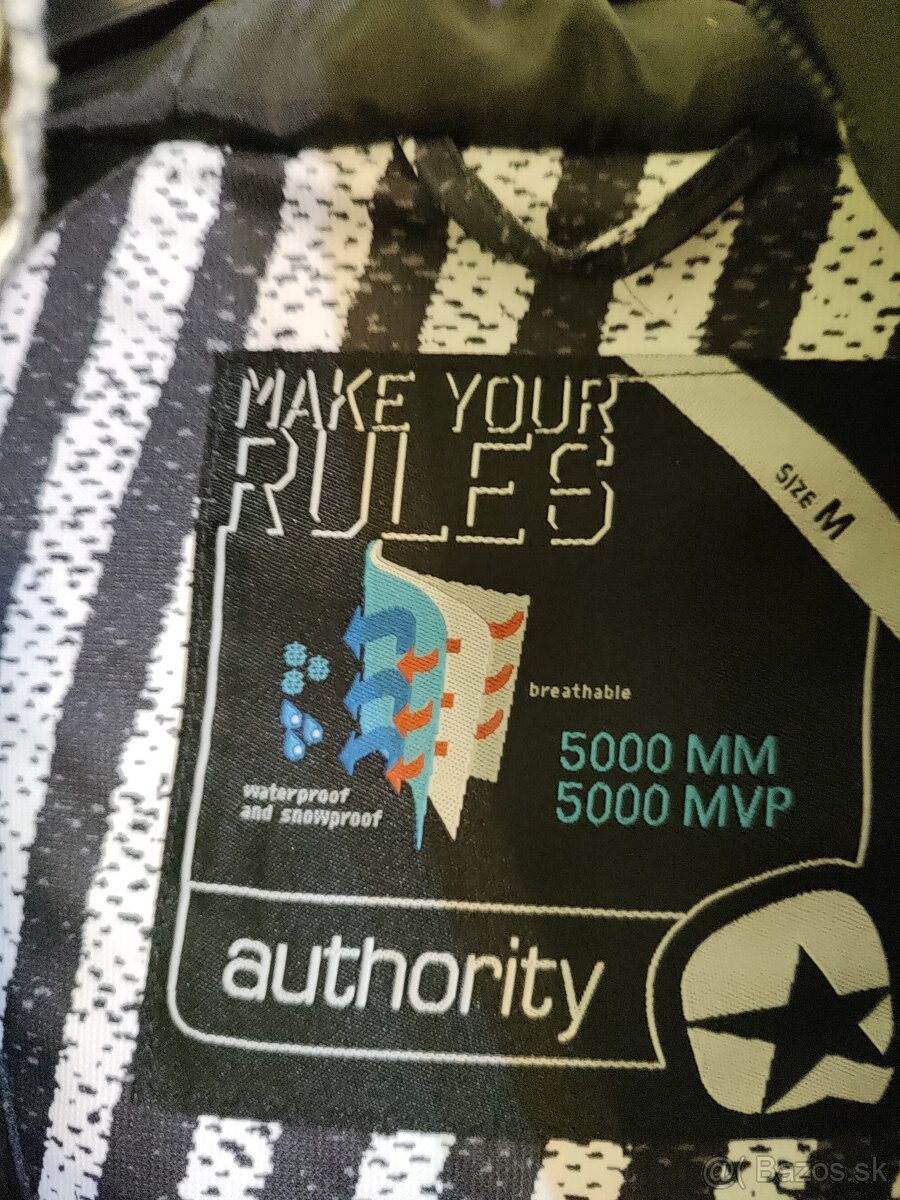 MAKE YOUR
RULES
SIZE M
breathable
5000 MM
5000 MVP
waterproof
and snowproof
authority
@( Bazos.sk